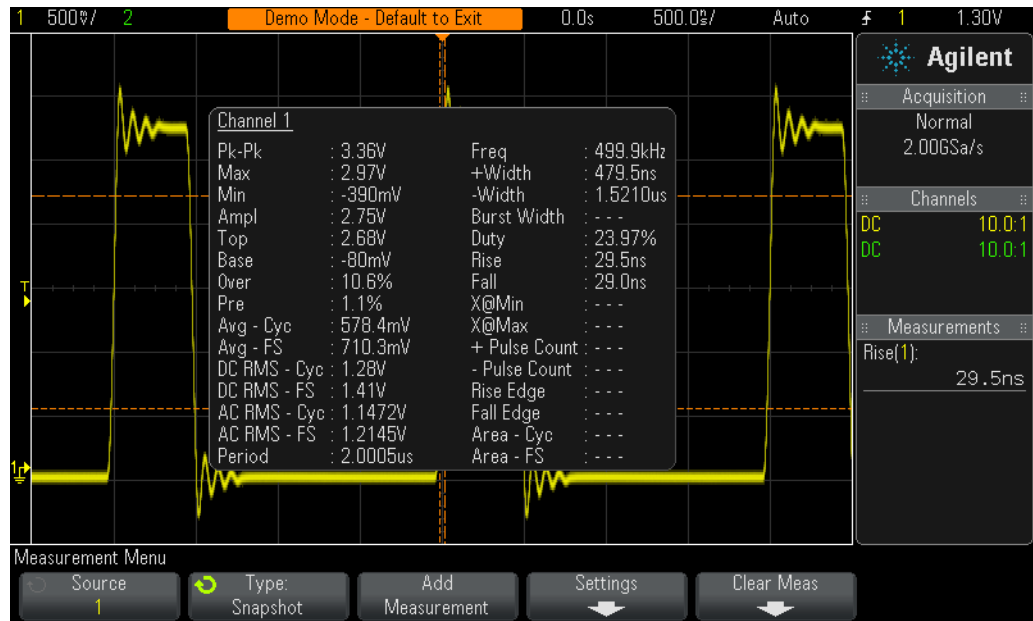 1 500V/ 2 Demo Mode - Default to Exit 0.0s 500.0ns/ Auto 1 1.30V
Agilent
Acquisition
Normal
2.00GSa/s
Channels
DC 10.0:1
DC 10.0:1
Measurements
Rise(1):
29.5ns
T
1
Channel 1
Pk-Pk : 3.36V Freq : 499.9kHz
Max : 2.97V +Width : 479.5ns
Min : -390mV -Width : 1.5210us
Ampl : 2.75V Burst Width : - - -
Top : 2.68V Duty : 23.97%
Base : -80mV Rise : 29.5ns
Over : 10.6% Fall : 29.0ns
Pre : 1.1% X@Min : - - -
Avg - Cyc : 578.4mV X@Max : - - -
Avg - FS : 710.3mV + Pulse Count : - - -
DC RMS - Cyc : 1.28V - Pulse Count : - - -
DC RMS - FS : 1.41V Rise Edge : - - -
AC RMS - Cyc : 1.1472V Fall Edge : - - -
AC RMS - FS : 1.2145V Area - Cyc : - - -
Period : 2.0005us Area - FS : - - -
Measurement Menu
Source
1
Type:
Snapshot
Add
Measurement
Settings
Clear Meas